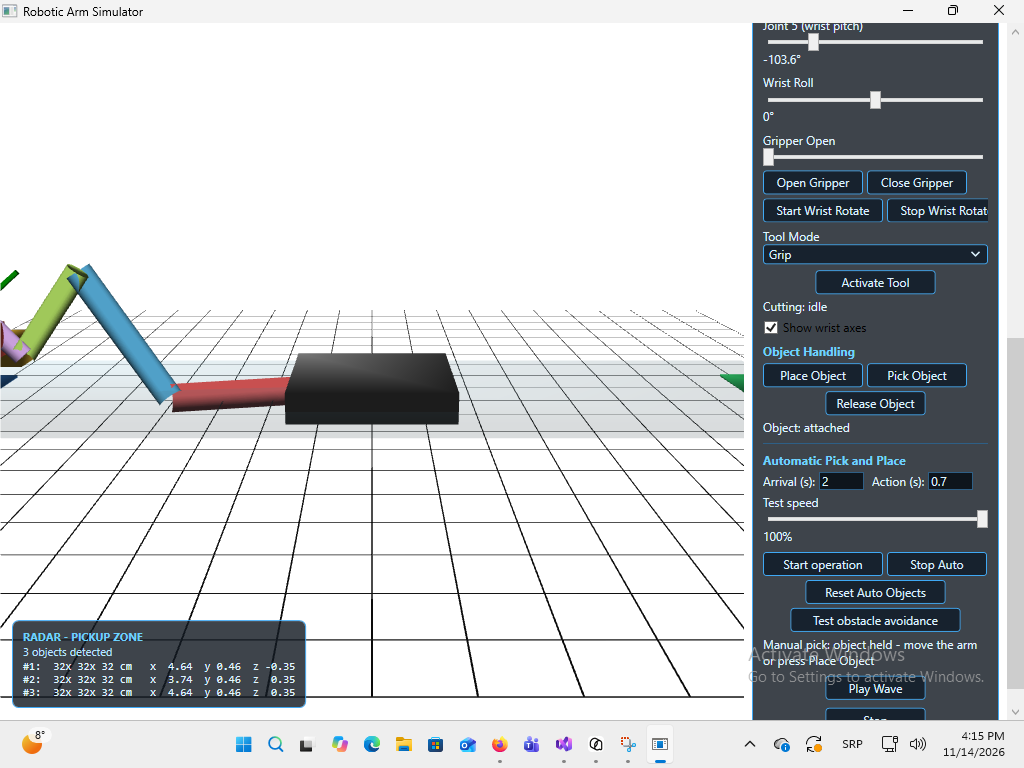 Robotic Arm Simulator
Joint 5 (wrist pitch)
-103.6°
Wrist Roll
0°
Gripper Open
Open Gripper Close Gripper
Start Wrist Rotate Stop Wrist Rotat
Tool Mode
Grip
Activate Tool
Cutting: idle
Show wrist axes
Object Handling
Place Object Pick Object
Release Object
Object: attached
Automatic Pick and Place
Arrival (s): 2 Action (s): 0.7
Test speed
100%
Start operation Stop Auto
Reset Auto Objects
Test obstacle avoidance
Manual pick: object held - move the arm
or press Place Object
Play Wave
Stop
Activate Windows
Go to Settings to activate Windows.
RADAR - PICKUP ZONE
3 objects detected
#1: 32x 32x 32 cm x 4.64 y 0.46 z -0.35
#2: 32x 32x 32 cm x 3.74 y 0.46 z 0.35
#3: 32x 32x 32 cm x 4.64 y 0.46 z 0.35
8°
SRP
4:15 PM
11/14/2026